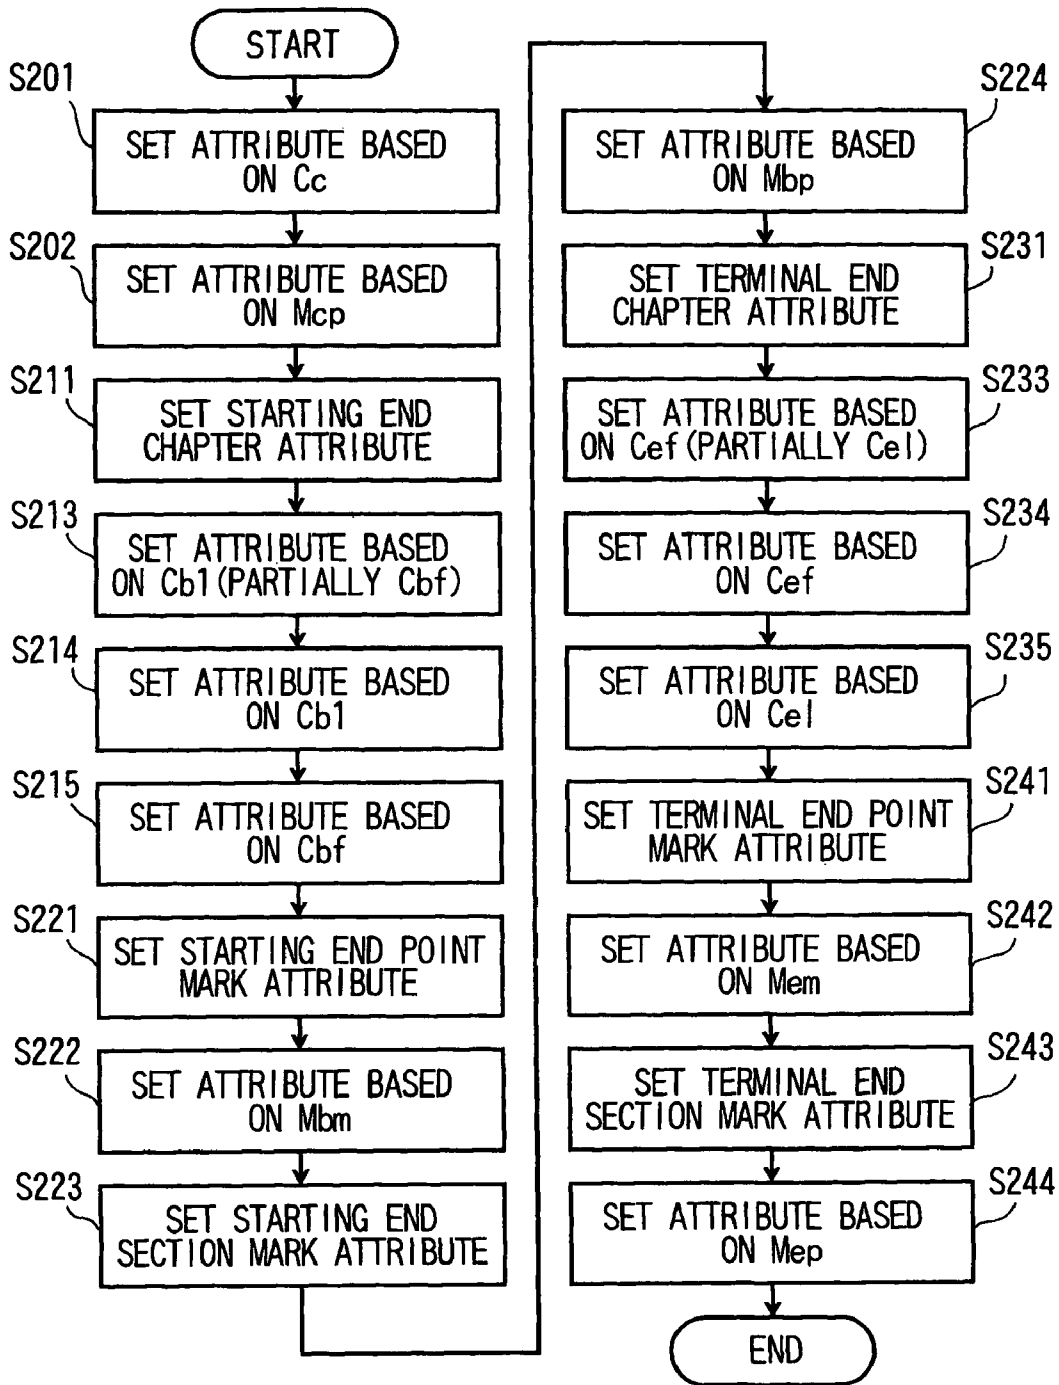 START
S201
SET ATTRIBUTE BASED
ON Cc
S202
SET ATTRIBUTE BASED
ON Mcp
S211
SET STARTING END
CHAPTER ATTRIBUTE
S213
SET ATTRIBUTE BASED
ON Cb1(PARTIALLY Cbf)
S214
SET ATTRIBUTE BASED
ON Cb1
S215
SET ATTRIBUTE BASED
ON Cbf
S221
SET STARTING END POINT
MARK ATTRIBUTE
S222
SET ATTRIBUTE BASED
ON Mbm
S223
SET STARTING END
SECTION MARK ATTRIBUTE
S224
SET ATTRIBUTE BASED
ON Mbp
S231
SET TERMINAL END
CHAPTER ATTRIBUTE
S233
SET ATTRIBUTE BASED
ON Cef(PARTIALLY Cel)
S234
SET ATTRIBUTE BASED
ON Cef
S235
SET ATTRIBUTE BASED
ON Cel
S241
SET TERMINAL END POINT
MARK ATTRIBUTE
S242
SET ATTRIBUTE BASED
ON Mem
S243
SET TERMINAL END
SECTION MARK ATTRIBUTE
S244
SET ATTRIBUTE BASED
ON Mep
END